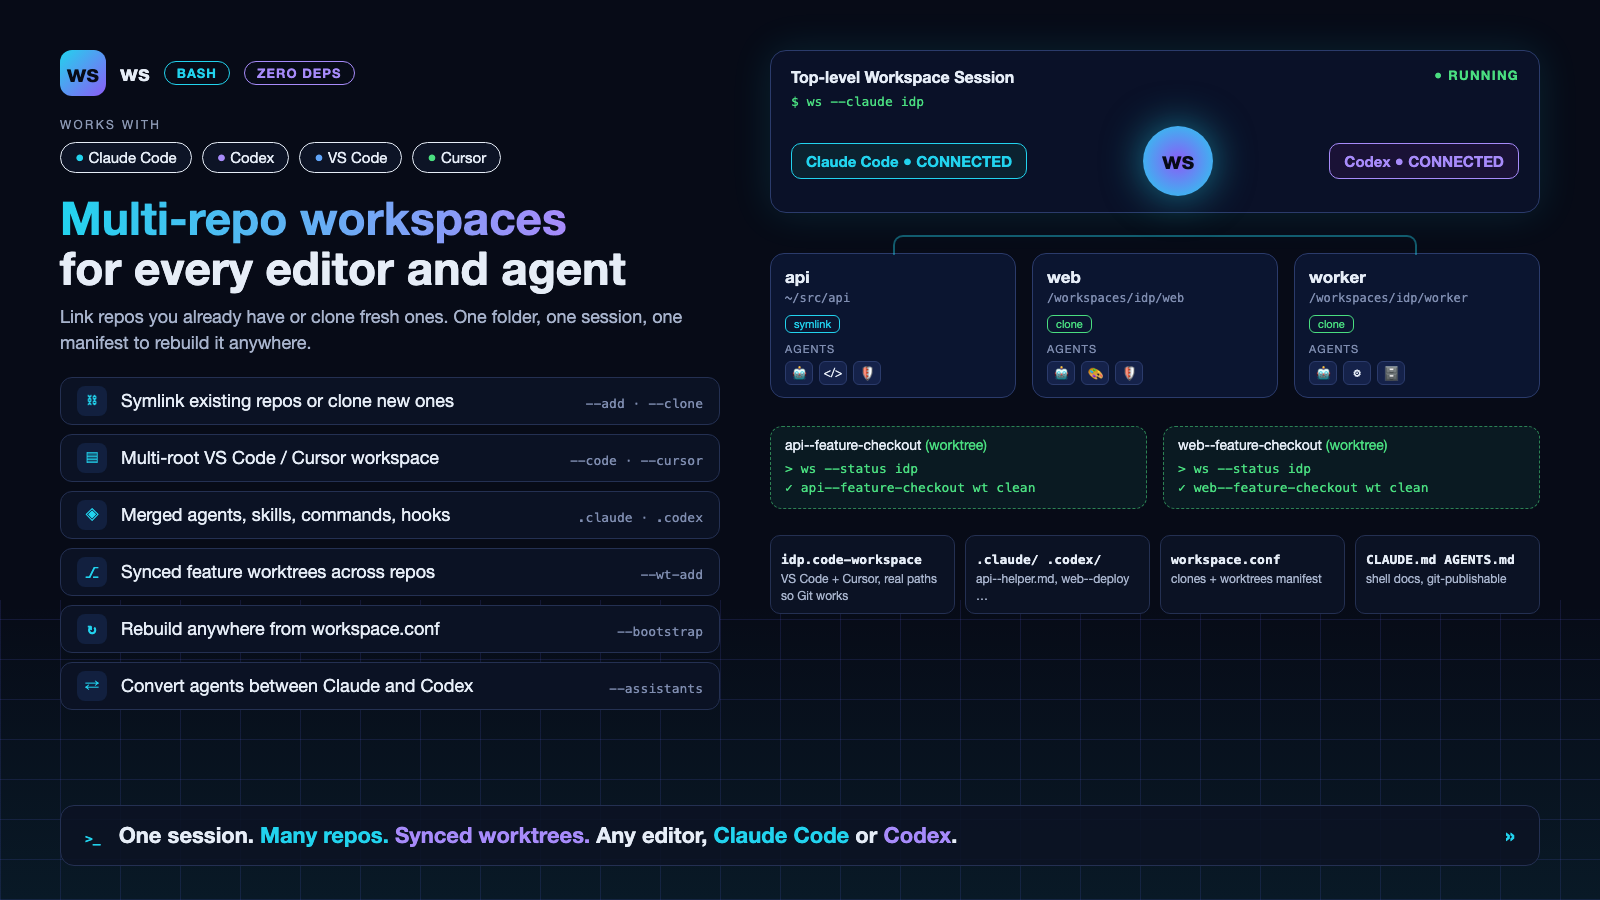 ws
ws
BASH
ZERO DEPS
WORKS WITH
Claude Code
Codex
VS Code
Cursor
Multi-repo workspaces
for every editor and agent
Link repos you already have or clone fresh ones. One folder, one session, one
manifest to rebuild it anywhere.
Symlink existing repos or clone new ones
--add · --clone
Multi-root VS Code / Cursor workspace
--code · --cursor
Merged agents, skills, commands, hooks
.claude · .codex
Synced feature worktrees across repos
--wt-add
Rebuild anywhere from workspace.conf
--bootstrap
Convert agents between Claude and Codex
--assistants
Top-level Workspace Session
● RUNNING
$ ws --claude idp
Claude Code ● CONNECTED
ws
Codex ● CONNECTED
api
~/src/api
symlink
AGENTS
</>
web
/workspaces/idp/web
clone
AGENTS
worker
/workspaces/idp/worker
clone
AGENTS
api--feature-checkout (worktree)
> ws --status idp
✓ api--feature-checkout wt clean
web--feature-checkout (worktree)
> ws --status idp
✓ web--feature-checkout wt clean
idp.code-workspace
VS Code + Cursor, real paths
so Git works
.claude/ .codex/
api--helper.md, web--deploy
...
workspace.conf
clones + worktrees manifest
CLAUDE.md AGENTS.md
shell docs, git-publishable
>_ One session. Many repos. Synced worktrees. Any editor, Claude Code or Codex. »